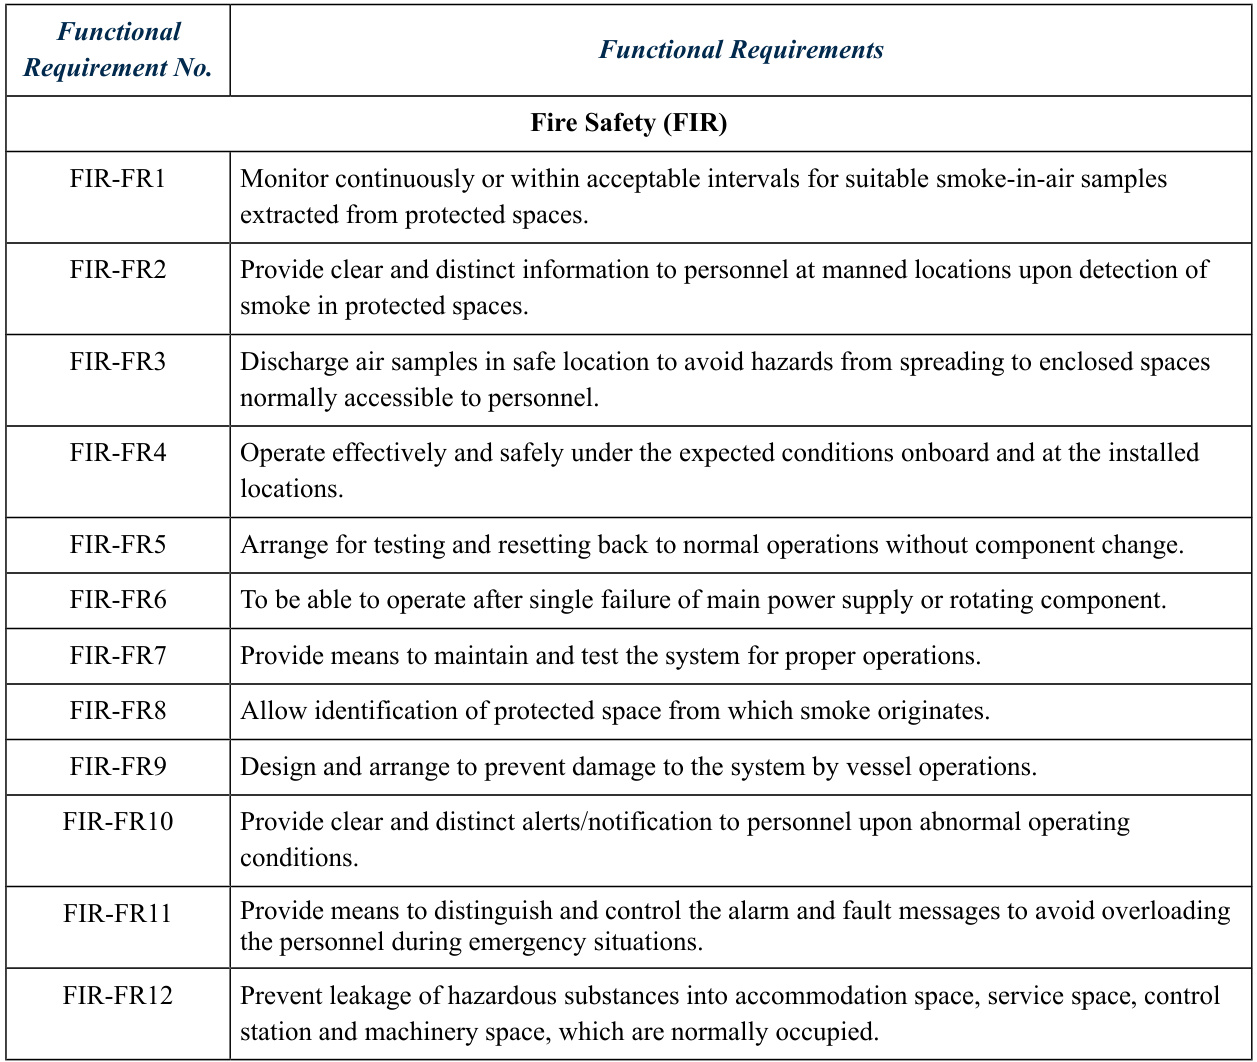 Functional
Requirement No.
Functional Requirements
Fire Safety (FIR)
FIR-FR1
Monitor continuously or within acceptable intervals for suitable smoke-in-air samples
extracted from protected spaces.
FIR-FR2
Provide clear and distinct information to personnel at manned locations upon detection of
smoke in protected spaces.
FIR-FR3
Discharge air samples in safe location to avoid hazards from spreading to enclosed spaces
normally accessible to personnel.
FIR-FR4
Operate effectively and safely under the expected conditions onboard and at the installed
locations.
FIR-FR5
Arrange for testing and resetting back to normal operations without component change.
FIR-FR6
To be able to operate after single failure of main power supply or rotating component.
FIR-FR7
Provide means to maintain and test the system for proper operations.
FIR-FR8
Allow identification of protected space from which smoke originates.
FIR-FR9
Design and arrange to prevent damage to the system by vessel operations.
FIR-FR10
Provide clear and distinct alerts/notification to personnel upon abnormal operating
conditions.
FIR-FR11
Provide means to distinguish and control the alarm and fault messages to avoid overloading
the personnel during emergency situations.
FIR-FR12
Prevent leakage of hazardous substances into accommodation space, service space, control
station and machinery space, which are normally occupied.